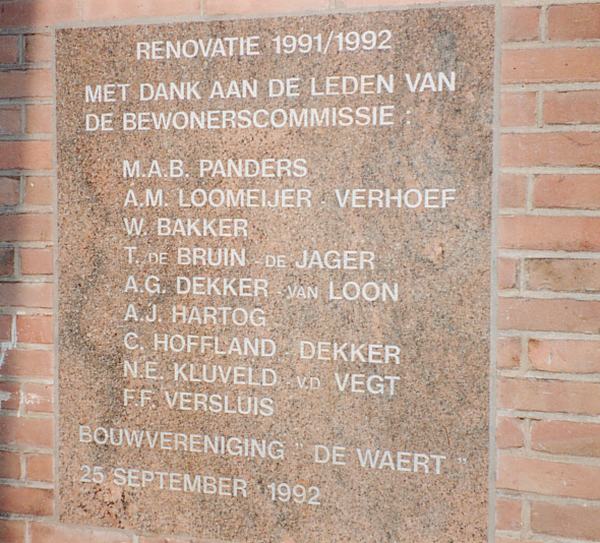 RENOVATIE 1991/1992
MET DANK AAN DE LEDEN VAN
DE BEWONERSCOMMISSIE :
M.A.B. PANDERS
A.M. LOOMEIJER - VERHOEF
W. BAKKER
T. DE BRUIN - DE JAGER
A.G. DEKKER - VAN LOON
A.J. HARTOG
C. HOFFLAND - DEKKER
N.E. KLUVELD - v.d VEGT
F.F. VERSLUIS
BOUWVERENIGING " DE WAERT "
25 SEPTEMBER 1992